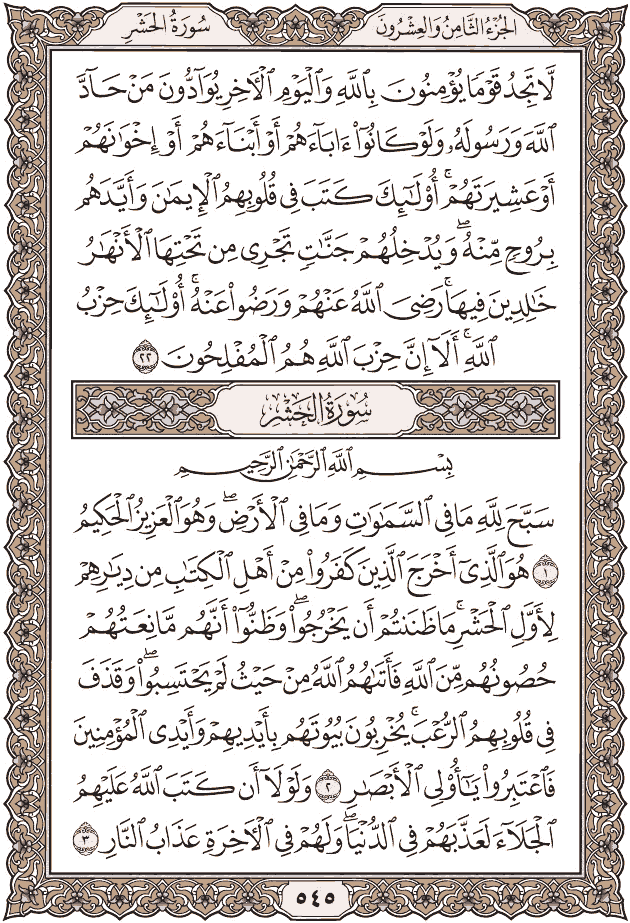 الجُزْءُ الثَّامِنُ وَالعِشْرُونَ
سُورَةُ الحَشْرِ
لَّا تَجِدُ قَوْمًا يُؤْمِنُونَ بِٱللَّهِ وَٱلْيَوْمِ ٱلْأَخِرِ يُوَآدُّونَ مَنْ حَآدَّ
ٱللَّهَ وَرَسُولَهُۥ وَلَوْ كَانُوٓا۟ ءَابَآءَهُمْ أَوْ أَبْنَآءَهُمْ أَوْ إِخْوَٰنَهُمْ
أَوْ عَشِيرَتَهُمْ ۚ أُو۟لَٰٓئِكَ كَتَبَ فِى قُلُوبِهِمُ ٱلْإِيمَٰنَ وَأَيَّدَهُم
بِرُوحٍ مِّنْهُ ۖ وَيُدْخِلُهُمْ جَنَّٰتٍ تَجْرِى مِن تَحْتِهَا ٱلْأَنْهَٰرُ
خَٰلِدِينَ فِيهَا ۚ رَضِىَ ٱللَّهُ عَنْهُمْ وَرَضُوا۟ عَنْهُ ۚ أُو۟لَٰٓئِكَ حِزْبُ
ٱللَّهِ ۚ أَلَآ إِنَّ حِزْبَ ٱللَّهِ هُمُ ٱلْمُفْلِحُونَ ٢٢
سُورَةُ الحَشْرِ
بِسْمِ ٱللَّهِ ٱلرَّحْمَٰنِ ٱلرَّحِيمِ
سَبَّحَ لِلَّهِ مَا فِى ٱلسَّمَٰوَٰتِ وَمَا فِى ٱلْأَرْضِ ۖ وَهُوَ ٱلْعَزِيزُ ٱلْحَكِيمُ
١ هُوَ ٱلَّذِىٓ أَخْرَجَ ٱلَّذِينَ كَفَرُوا۟ مِنْ أَهْلِ ٱلْكِتَٰبِ مِن دِيَٰرِهِمْ
لِأَوَّلِ ٱلْحَشْرِ ۚ مَا ظَنَنتُمْ أَن يَخْرُجُوا۟ ۖ وَظَنُّوٓا۟ أَنَّهُم مَّانِعَتُهُمْ
حُصُونُهُم مِّنَ ٱللَّهِ فَأَتَىٰهُمُ ٱللَّهُ مِنْ حَيْثُ لَمْ يَحْتَسِبُوا۟ ۖ وَقَذَفَ
فِى قُلُوبِهِمُ ٱلرُّعْبَ ۚ يُخْرِبُونَ بُيُوتَهُم بِأَيْدِيهِمْ وَأَيْدِى ٱلْمُؤْمِنِينَ
فَٱعْتَبِرُوا۟ يَٰٓأُو۟لِى ٱلْأَبْصَٰرِ ٢ وَلَوْلَآ أَن كَتَبَ ٱللَّهُ عَلَيْهِمُ
ٱلْجَلَآءَ لَعَذَّبَهُمْ فِى ٱلدُّنْيَا ۖ وَلَهُمْ فِى ٱلْأَخِرَةِ عَذَابُ ٱلنَّارِ ٣
٥٤٥